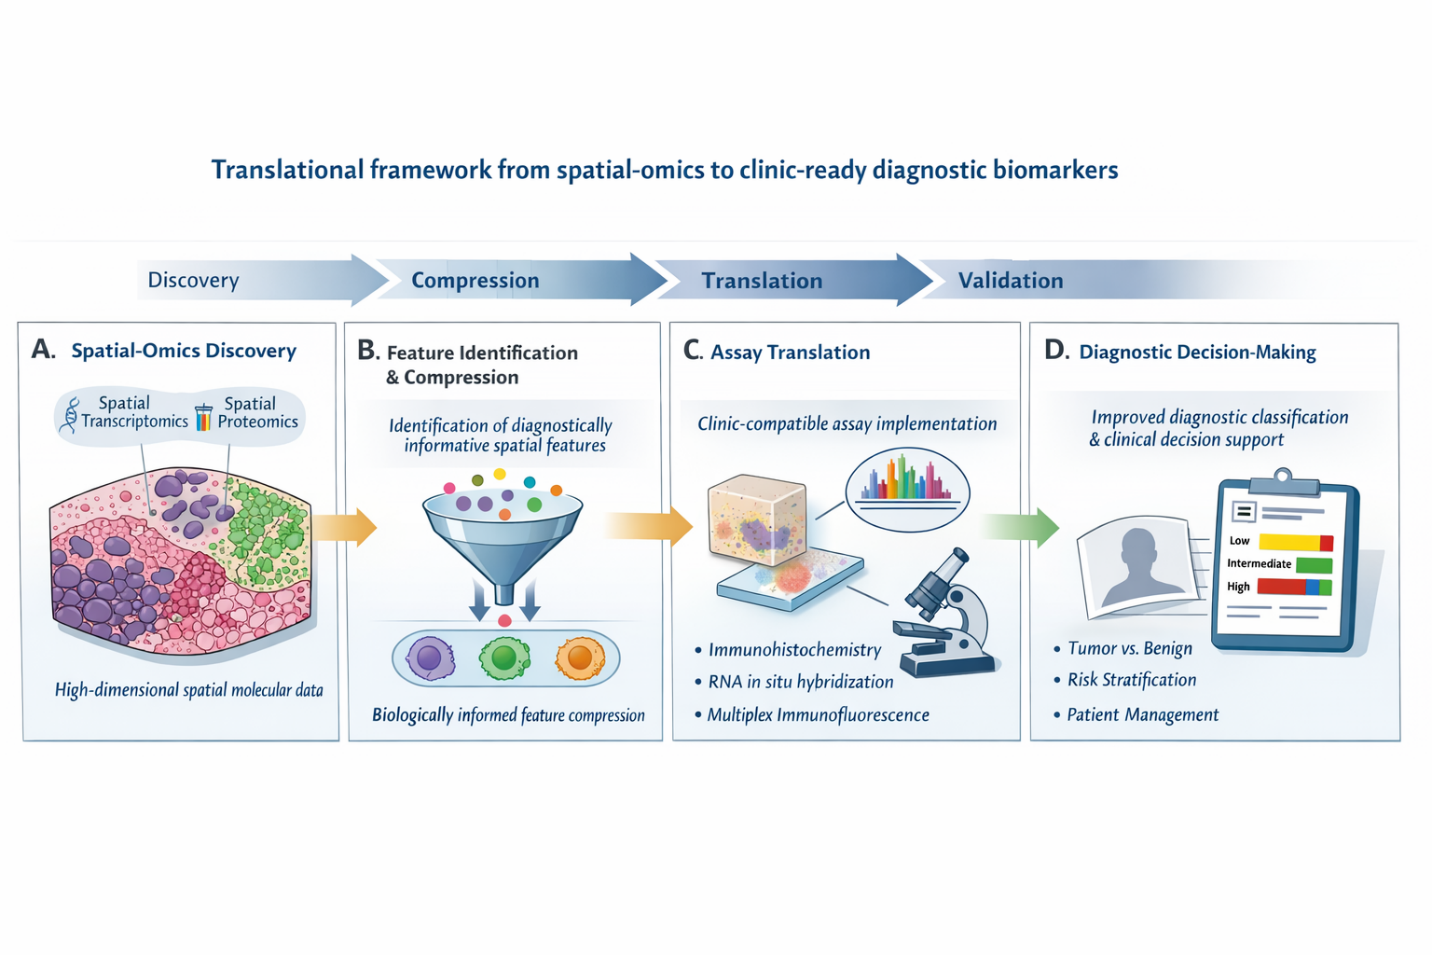 Translational framework from spatial-omics to clinic-ready diagnostic biomarkers
Discovery
Compression
Translation
Validation
A. Spatial-Omics Discovery
Spatial
Transcriptomics
Spatial
Proteomics
High-dimensional spatial molecular data
B. Feature Identification
& Compression
Identification of diagnostically
informative spatial features
Biologically informed feature compression
C. Assay Translation
Clinic-compatible assay implementation
• Immunohistochemistry
• RNA in situ hybridization
• Multiplex Immunofluorescence
D. Diagnostic Decision-Making
Improved diagnostic classification
& clinical decision support
Low
Intermediate
High
• Tumor vs. Benign
• Risk Stratification
• Patient Management